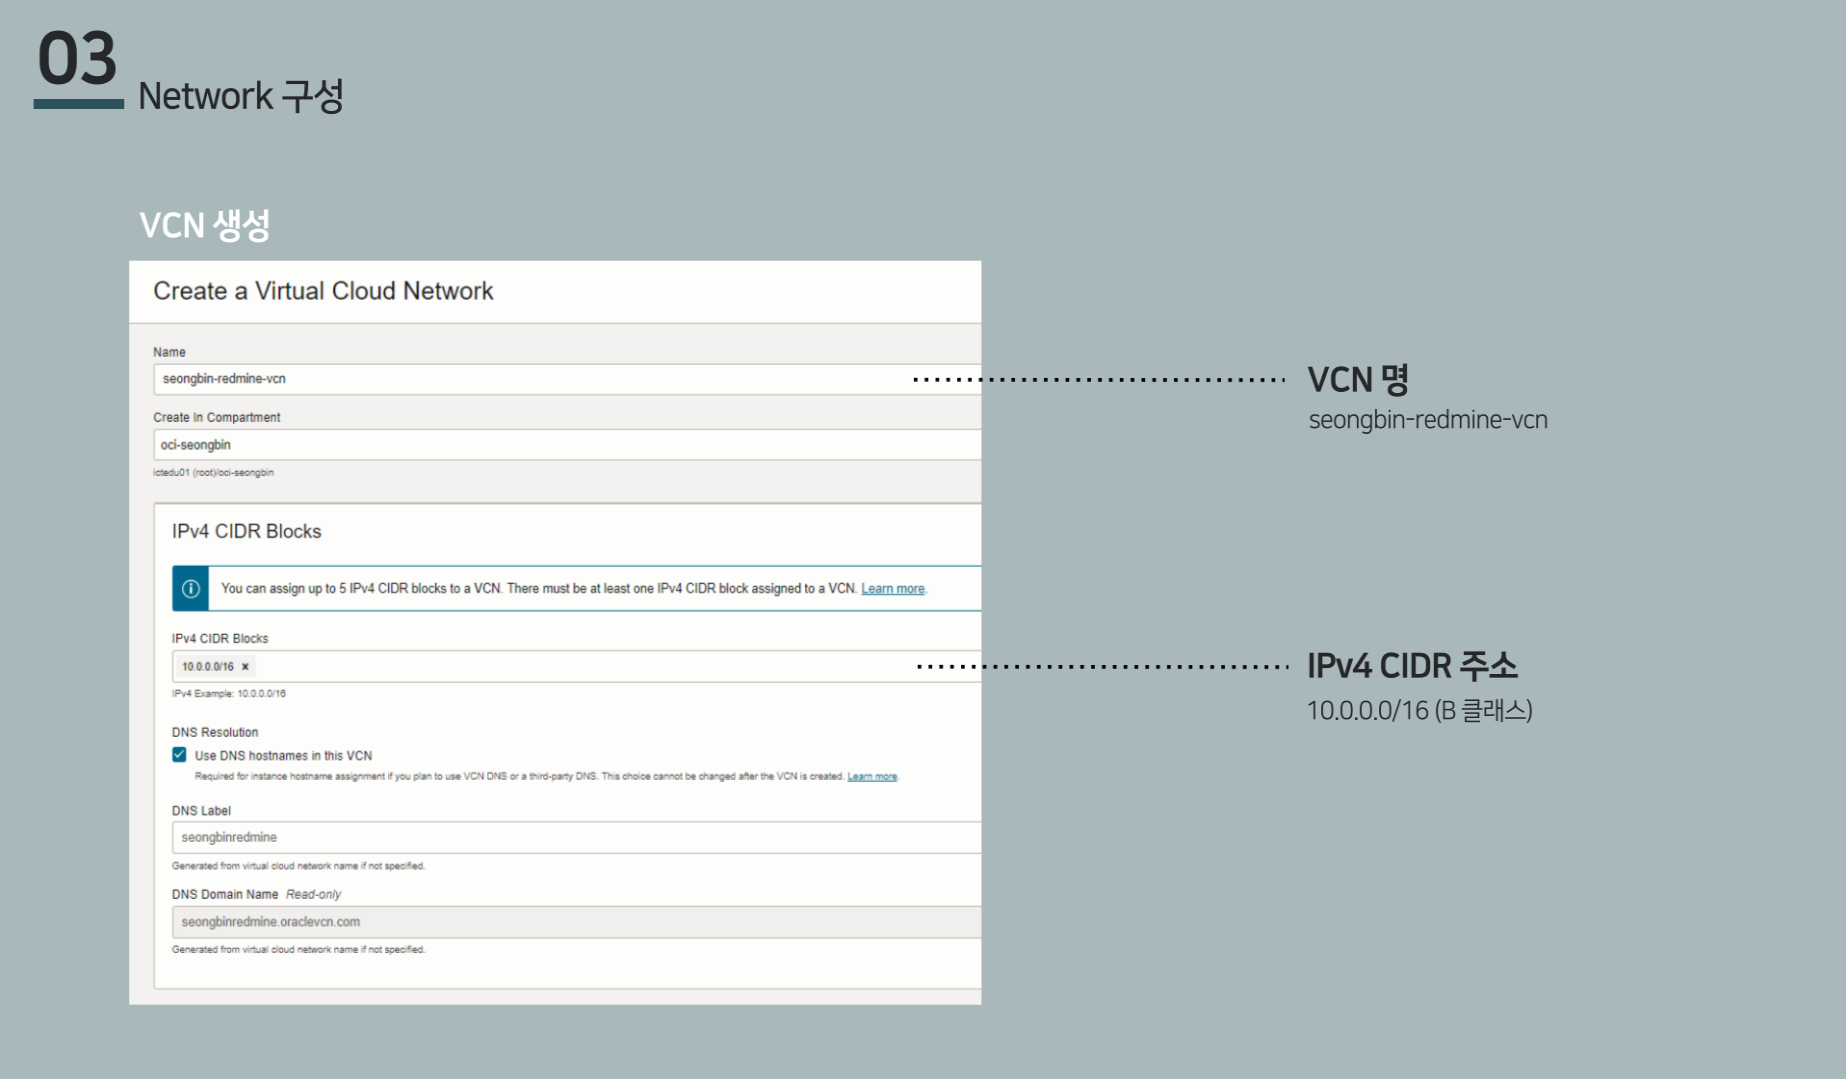 03
Network 구성
VCN 생성
Create a Virtual Cloud Network
Name
seongbin-redmine-vcn
Create In Compartment
oci-seongbin
ictedu01 (root)/oci-seongbin
IPv4 CIDR Blocks
You can assign up to 5 IPv4 CIDR blocks to a VCN. There must be at least one IPv4 CIDR block assigned to a VCN. Learn more.
IPv4 CIDR Blocks
10.0.0.0/16 ×
IPv4 Example: 10.0.0.0/16
DNS Resolution
Use DNS hostnames in this VCN
Required for instance hostname assignment if you plan to use VCN DNS or a third-party DNS. This choice cannot be changed after the VCN is created. Learn more.
DNS Label
seongbinredmine
Generated from virtual cloud network name if not specified.
DNS Domain Name Read-only
seongbinredmine.oraclevcn.com
Generated from virtual cloud network name if not specified.
VCN 명
seongbin-redmine-vcn
IPv4 CIDR 주소
10.0.0.0/16 (B 클래스)